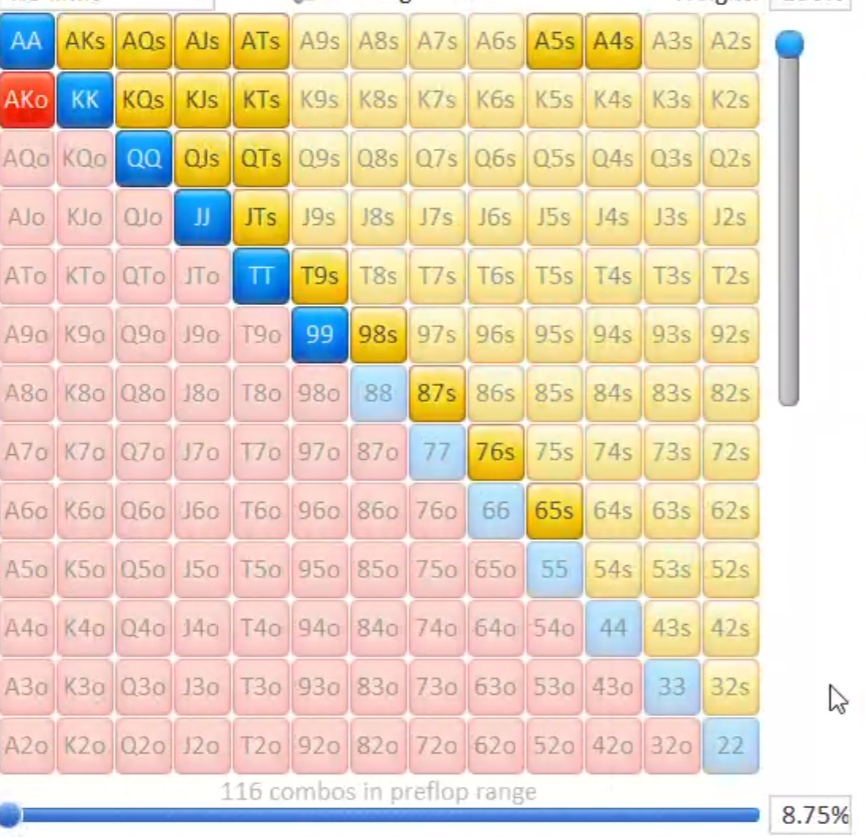 AA AKs AQs AJs ATs A9s A8s A7s A6s A5s A4s A3s A2s
AKo KK KQs KJs KTs K9s K8s K7s K6s K5s K4s K3s K2s
AQo KQo QQ QJs QTs Q9s Q8s Q7s Q6s Q5s Q4s Q3s Q2s
AJo KJo QJo JJ JTs J9s J8s J7s J6s J5s J4s J3s J2s
ATo KTo QTo JTo TT T9s T8s T7s T6s T5s T4s T3s T2s
A9o K9o Q9o J9o T9o 99 98s 97s 96s 95s 94s 93s 92s
A8o K8o Q8o J8o T8o 98o 88 87s 86s 85s 84s 83s 82s
A7o K7o Q7o J7o T7o 97o 87o 77 76s 75s 74s 73s 72s
A6o K6o Q6o J6o T6o 96o 86o 76o 66 65s 64s 63s 62s
A5o K5o Q5o J5o T5o 95o 85o 75o 65o 55 54s 53s 52s
A4o K4o Q4o J4o T4o 94o 84o 74o 64o 54o 44 43s 42s
A3o K3o Q3o J3o T3o 93o 83o 73o 63o 53o 43o 33 32s
A2o K2o Q2o J2o T2o 92o 82o 72o 62o 52o 42o 32o 22
116 combos in preflop range
8.75%